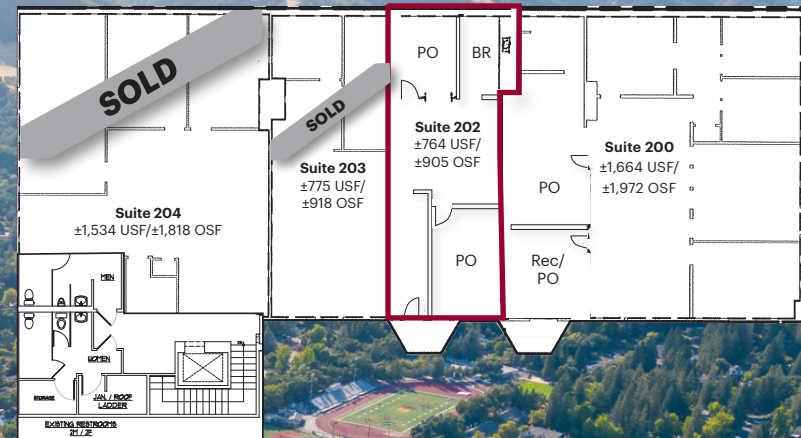 SOLD
SOLD
PO
BR
Suite 202
±764 USF/
±905 OSF
Suite 203
±775 USF/
±918 OSF
Suite 200
±1,664 USF/
±1,972 OSF
Suite 204
±1,534 USF/±1,818 OSF
PO
PO
Rec/
PO
MEN
WOMEN
STORAGE
JAN. / ROOF
LADDER
EXISTING RESTROOMS
2M / 2F